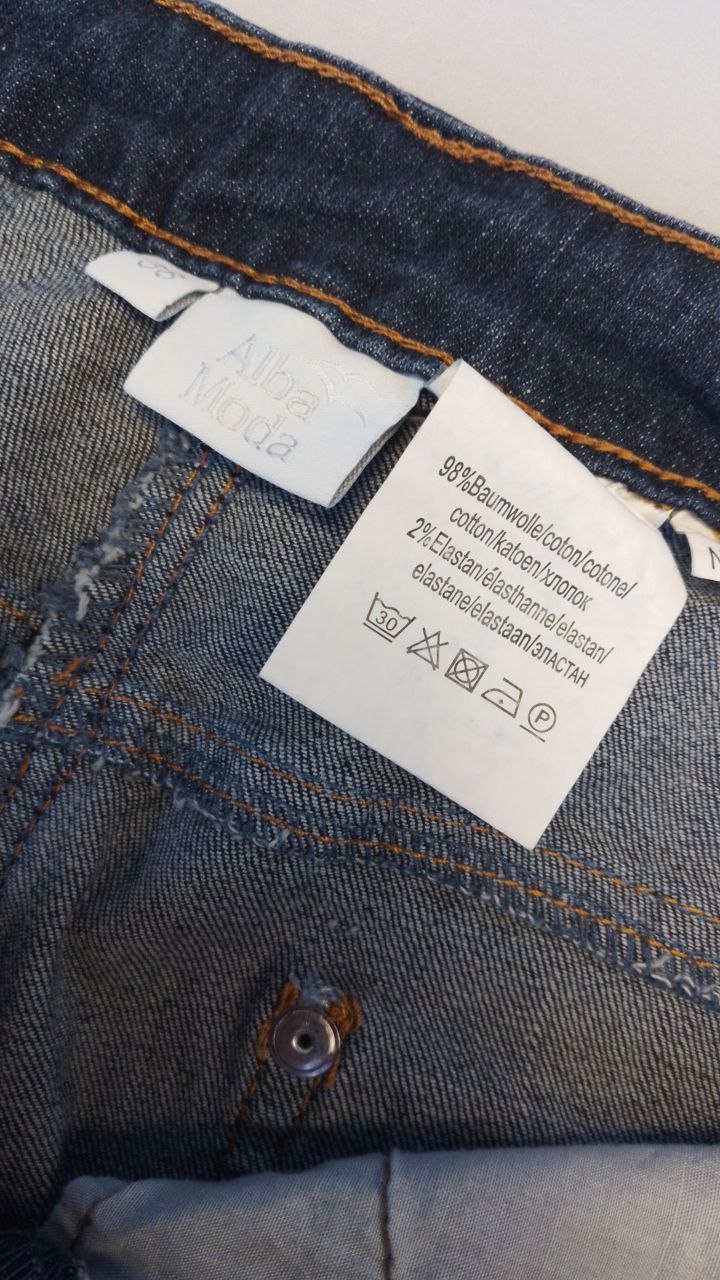 Alba
Moda
98%Baumwolle/coton/cotone/
cotton/katoen/хлопок
2%Elastan/élasthanne/elastan/
elastane/elastaan/эластан
30
P